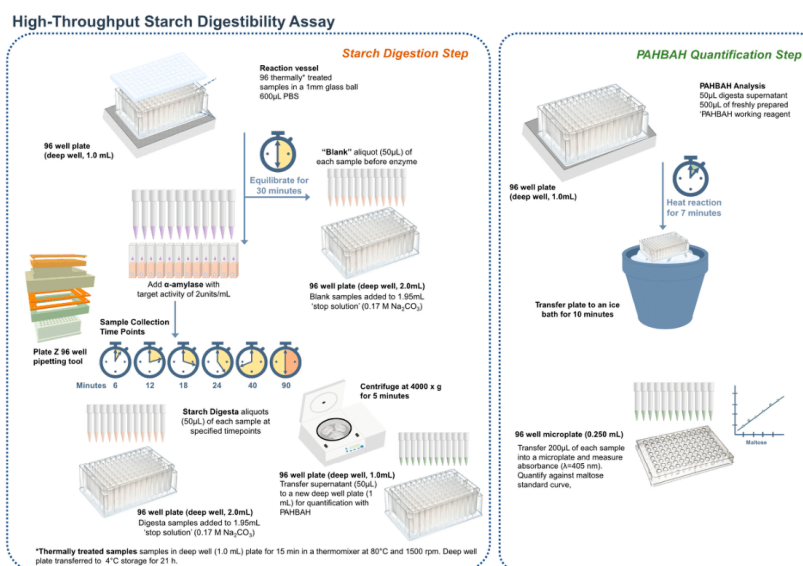 High-Throughput Starch Digestibility Assay
Starch Digestion Step
Reaction vessel
96 thermally* treated
samples in a 1mm glass ball
600µL PBS
96 well plate
(deep well, 1.0 mL)
Equilibrate for
30 minutes
“Blank” aliquot (50µL) of
each sample before enzyme
96 well plate (deep well, 2.0mL)
Blank samples added to 1.95mL
‘stop solution’ (0.17 M Na₂CO₃)
Add α-amylase with
target activity of 2units/mL
Plate Z 96 well
pipetting tool
Sample Collection
Time Points
Minutes 6 12 18 24 40 90
Starch Digesta aliquots
(50µL) of each sample at
specified timepoints
96 well plate (deep well, 2.0mL)
Digesta samples added to 1.95mL
‘stop solution’ (0.17 M Na₂CO₃)
Centrifuge at 4000 x g
for 5 minutes
96 well plate (deep well, 1.0mL)
Transfer supernatant (50µL)
to a new deep well plate (1
mL) for quantification with
PAHBAH
*Thermally treated samples samples in deep well (1.0 mL) plate for 15 min in a thermomixer at 80°C and 1500 rpm. Deep well
plate transferred to 4°C storage for 21 h.
PAHBAH Quantification Step
PAHBAH Analysis
50µL digesta supernatant
500µL of freshly prepared
‘PAHBAH working reagent
96 well plate
(deep well, 1.0mL)
Heat reaction
for 7 minutes
Transfer plate to an ice
bath for 10 minutes
96 well microplate (0.250 mL)
Transfer 200µL of each sample
into a microplate and measure
absorbance (λ=405 nm).
Quantify against maltose
standard curve,
Maltose